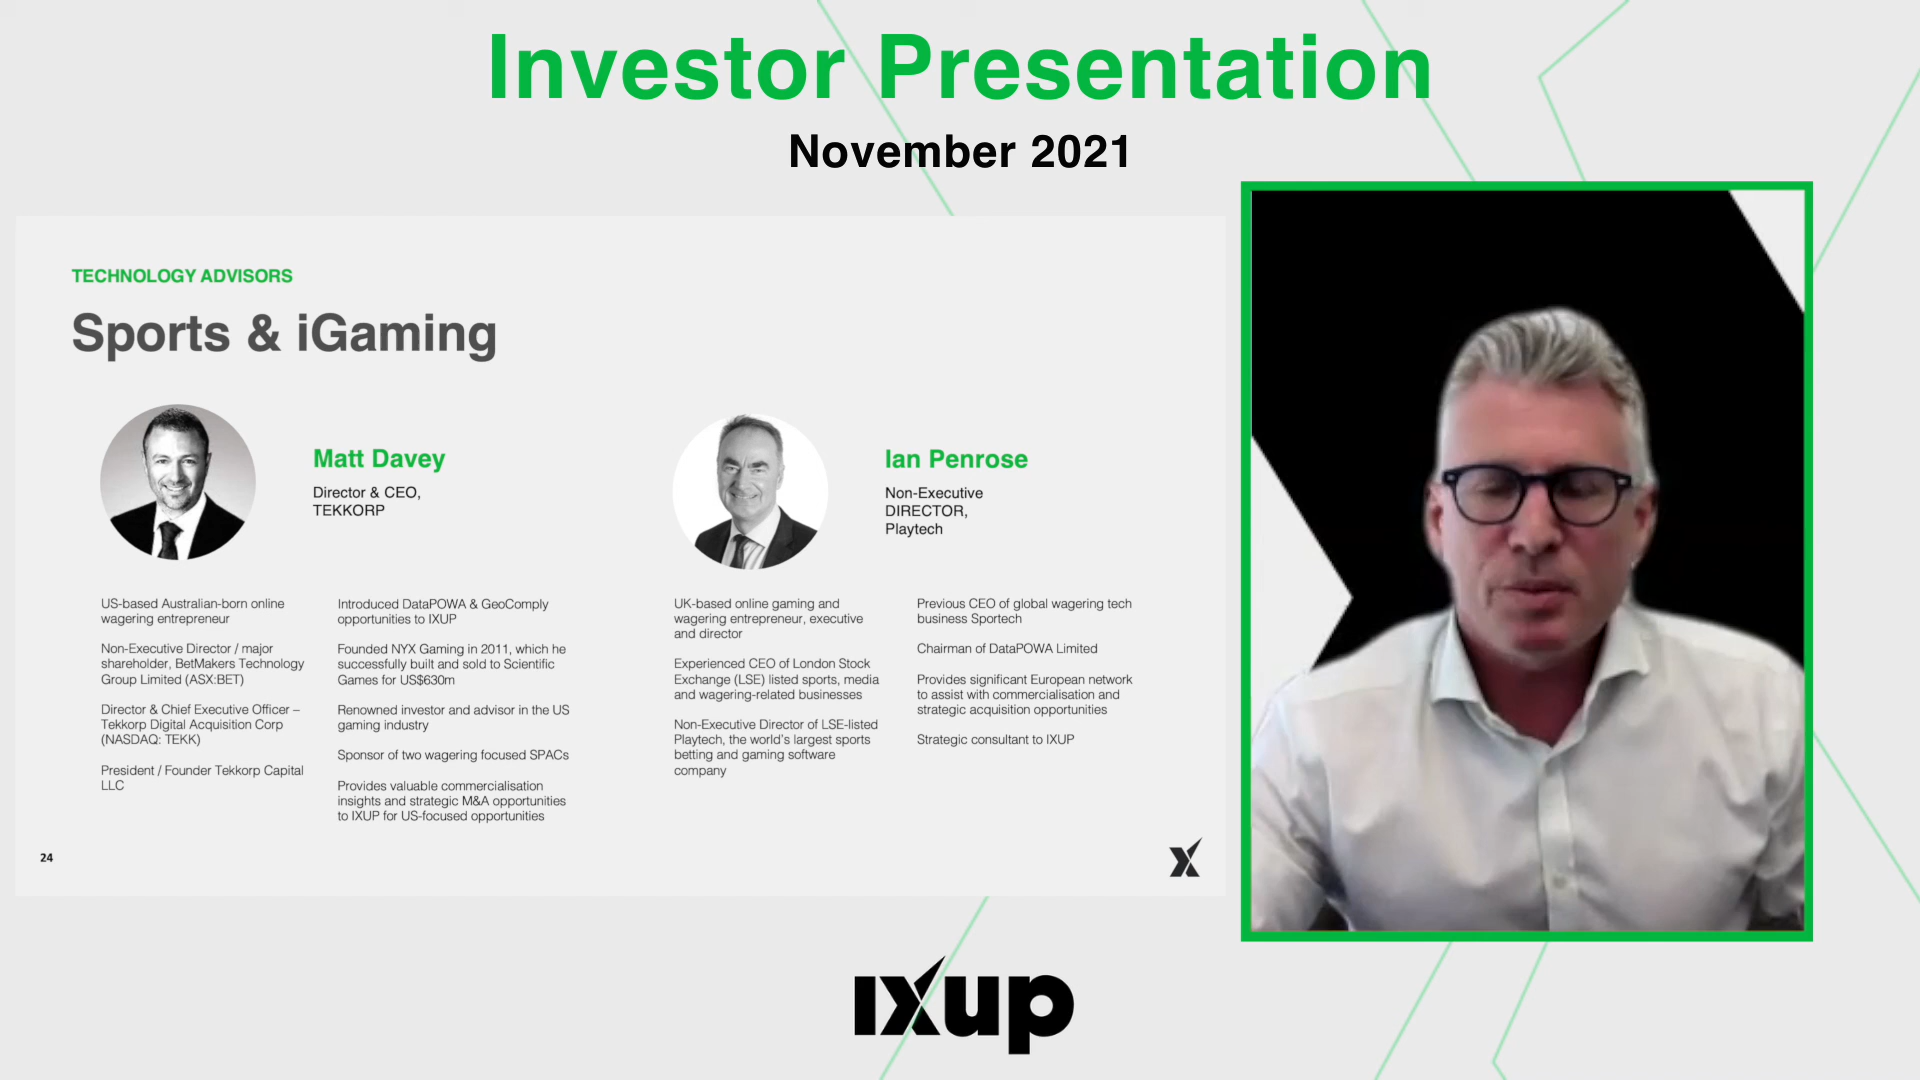 Investor Presentation
November 2021
TECHNOLOGY ADVISORS
Sports & iGaming
Matt Davey
Director & CEO,
TEKKORP
US-based Australian-born online
wagering entrepreneur
Non-Executive Director / major
shareholder, BetMakers Technology
Group Limited (ASX:BET)
Director & Chief Executive Officer –
Tekkorp Digital Acquisition Corp
(NASDAQ: TEKK)
President / Founder Tekkorp Capital
LLC
Introduced DataPOWA & GeoComply
opportunities to IXUP
Founded NYX Gaming in 2011, which he
successfully built and sold to Scientific
Games for US$630m
Renowned investor and advisor in the US
gaming industry
Sponsor of two wagering focused SPACs
Provides valuable commercialisation
insights and strategic M&A opportunities
to IXUP for US-focused opportunities
Ian Penrose
Non-Executive
DIRECTOR,
Playtech
UK-based online gaming and
wagering entrepreneur, executive
and director
Experienced CEO of London Stock
Exchange (LSE) listed sports, media
and wagering-related businesses
Non-Executive Director of LSE-listed
Playtech, the world's largest sports
betting and gaming software
company
Previous CEO of global wagering tech
business Sportech
Chairman of DataPOWA Limited
Provides significant European network
to assist with commercialisation and
strategic acquisition opportunities
Strategic consultant to IXUP
24
ixup